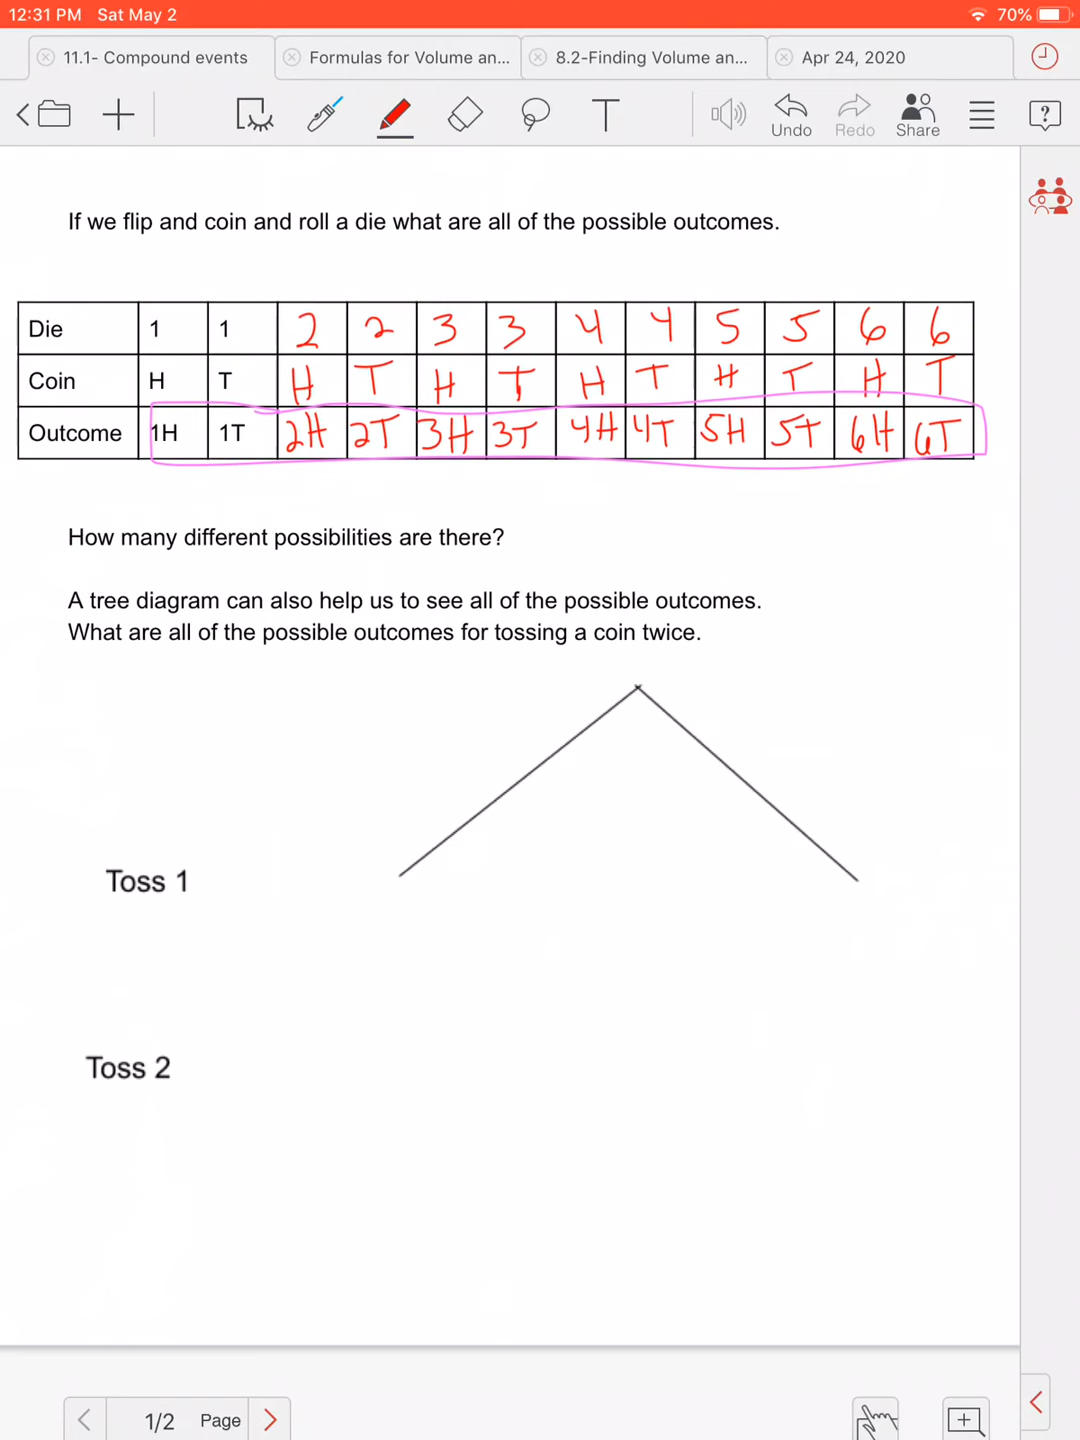 12:31 PM Sat May 2 70%
11.1- Compound events Formulas for Volume an... 8.2-Finding Volume an... Apr 24, 2020
T Undo Redo Share ?
If we flip and coin and roll a die what are all of the possible outcomes.
Die 1 1 2 2 3 3 4 4 5 5 6 6
Coin H T H T H T H T H T H T
Outcome 1H 1T 2H 2T 3H 3T 4H 4T 5H 5T 6H 6T
How many different possibilities are there?
A tree diagram can also help us to see all of the possible outcomes.
What are all of the possible outcomes for tossing a coin twice.
Toss 1
Toss 2
1/2 Page